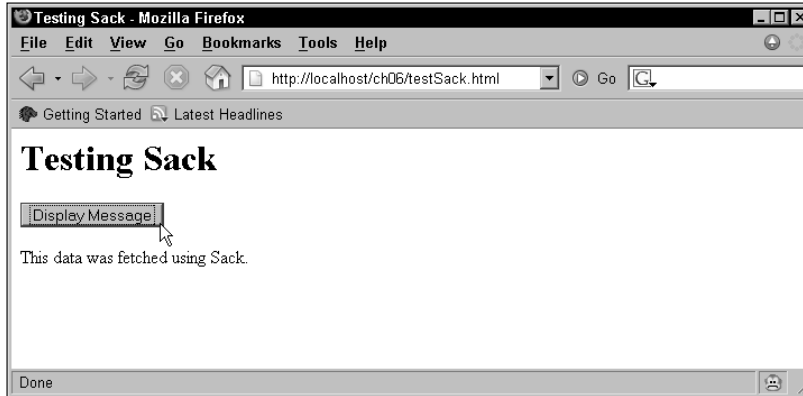 Testing Sack - Mozilla Firefox
File Edit View Go Bookmarks Tools Help
http://localhost/ch06/testSack.html Go G
Getting Started Latest Headlines
Testing Sack
Display Message
This data was fetched using Sack.
Done